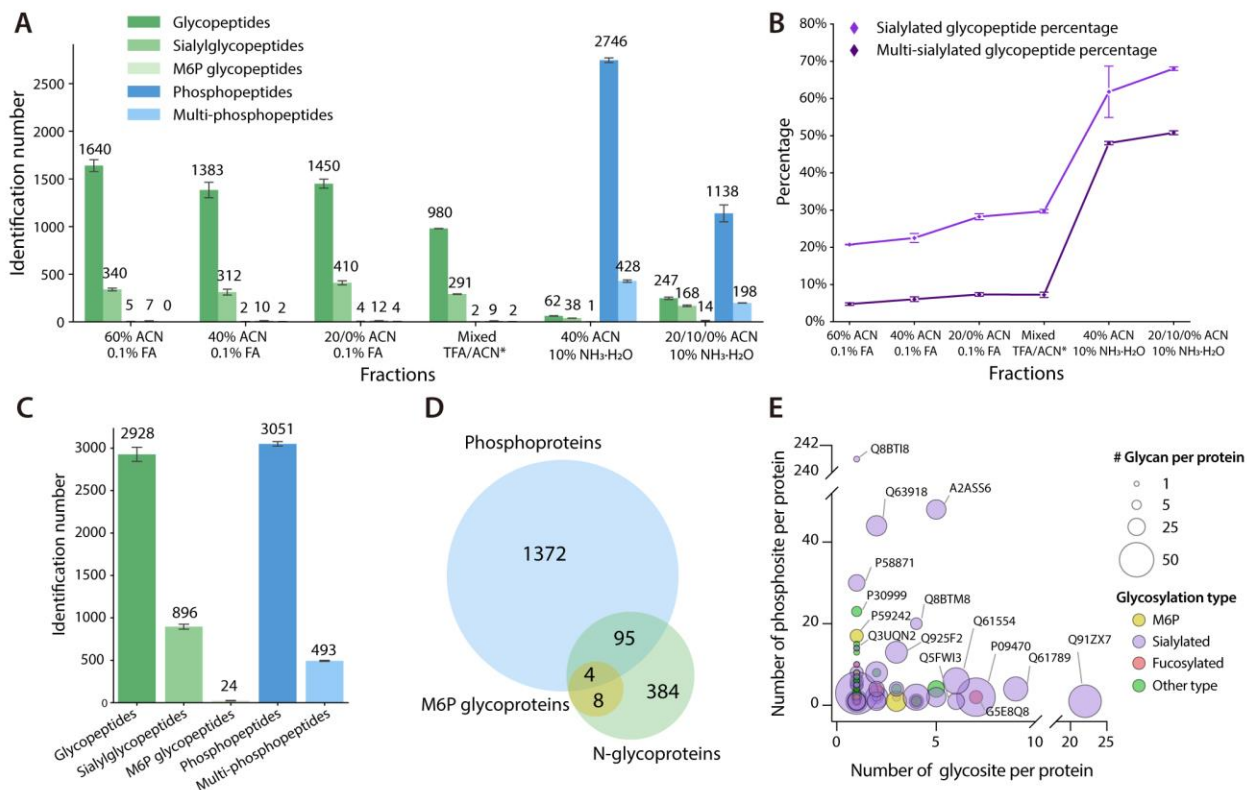 A
Glycopeptides
Sialylglycopeptides
M6P glycopeptides
Phosphopeptides
Multi-phosphopeptides
Identification number
2500
2000
1500
1000
500
0
1640
340
5
7
0
1383
312
2
10
2
1450
410
4
12
4
980
291
2
9
2
62
38
1
2746
428
247
168
14
1138
198
60% ACN
0.1% FA
40% ACN
0.1% FA
20/0% ACN
0.1% FA
Mixed
TFA/ACN*
40% ACN
10% NH₃·H₂O
20/10/0% ACN
10% NH₃·H₂O
Fractions
B
Sialylated glycopeptide percentage
Multi-sialylated glycopeptide percentage
Percentage
80%
70%
60%
50%
40%
30%
20%
10%
0%
60% ACN
0.1% FA
40% ACN
0.1% FA
20/0% ACN
0.1% FA
Mixed
TFA/ACN*
40% ACN
10% NH₃·H₂O
20/10/0% ACN
10% NH₃·H₂O
Fractions
C
Identification number
3000
2500
2000
1500
1000
500
0
2928
896
24
3051
493
Glycopeptides
Sialylglycopeptides
M6P glycopeptides
Phosphopeptides
Multi-phosphopeptides
D
Phosphoproteins
1372
95
4
8
384
M6P glycoproteins
N-glycoproteins
E
Number of phosphosite per protein
242
240
40
20
0
Q8BTI8
Q63918
A2ASS6
P58871
P30999
P59242
Q8BTM8
Q3UQN2
Q925F2
Q61554
Q5FWI3
P09470
Q61789
Q91ZX7
G5E8Q8
0
5
10
20
25
Number of glycosite per protein
# Glycan per protein
1
5
25
50
Glycosylation type
M6P
Sialylated
Fucosylated
Other type